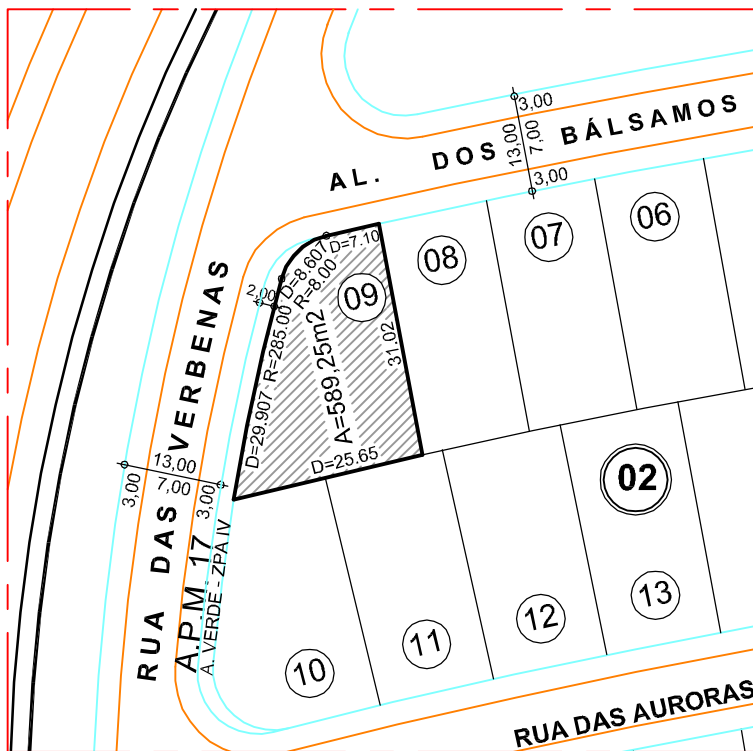 3,00
13,00
7,00
3,00
AL. DOS BÁLSAMOS
06
07
08
09
D=7.10
D=8.607
R=8.00
2,00
R=285.00
D=29.907
A=589,25m2
31.02
D=25.65
RUA DAS VERBENAS
13,00
7,00
3,00
3,00
A.P.M. 17
A. VERDE - ZPA IV
02
10
11
12
13
RUA DAS AURORAS